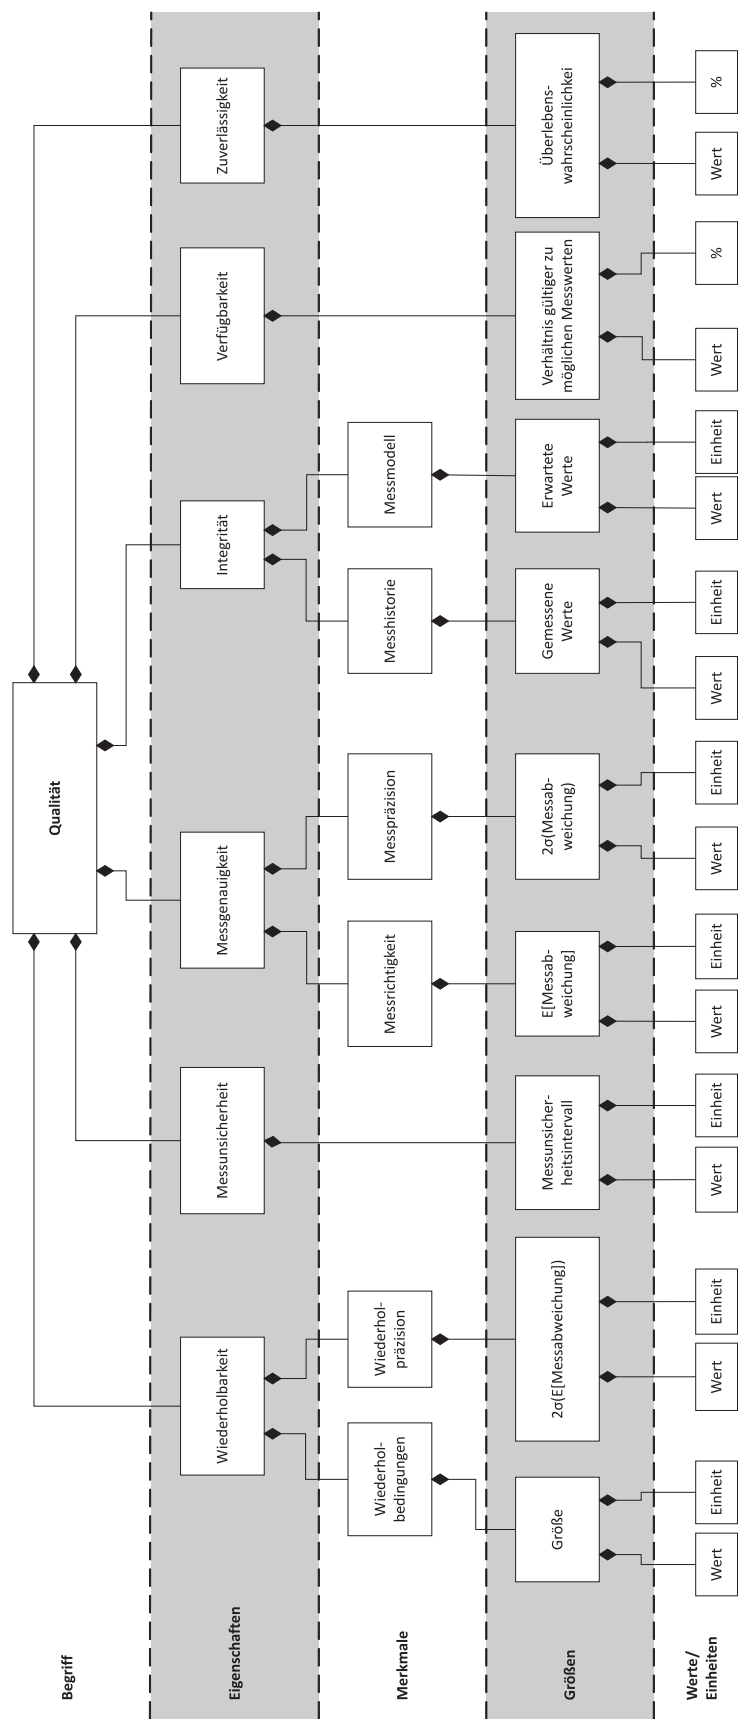 Begriff
Qualität
Eigenschaften
Wiederholbarkeit
Messunsicherheit
Messgenauigkeit
Integrität
Verfügbarkeit
Zuverlässigkeit
Merkmale
Wiederhol-
bedingungen
Wiederhol-
präzision
Messrichtigkeit
Messpräzision
Messhistorie
Messmodell
Größen
Größe
2σ(E[Messabweichung])
Messunsicher-
heitsintervall
E[Messab-
weichung]
2σ(Messab-
weichung)
Gemessene
Werte
Erwartete
Werte
Verhältnis gültiger zu
möglichen Messwerten
Überlebens-
wahrscheinlichkei
Werte/
Einheiten
Wert
Einheit
Wert
Einheit
Wert
Einheit
Wert
Einheit
Wert
Einheit
Wert
Einheit
Wert
Einheit
Wert
%
Wert
%